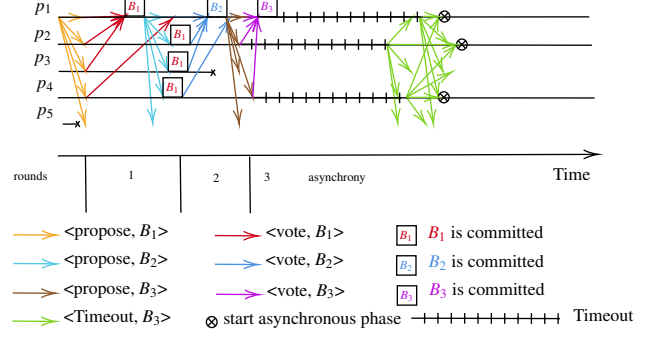 p₁ B₁ B₂ B₃
p₂ B₁
p₃ B₁
p₄ B₁
p₅
rounds 1 2 3 asynchrony Time
<propose, B₁> <vote, B₁> B₁ B₁ is committed
<propose, B₂> <vote, B₂> B₂ B₂ is committed
<propose, B₃> <vote, B₃> B₃ B₃ is committed
<Timeout, B₃> start asynchronous phase Timeout